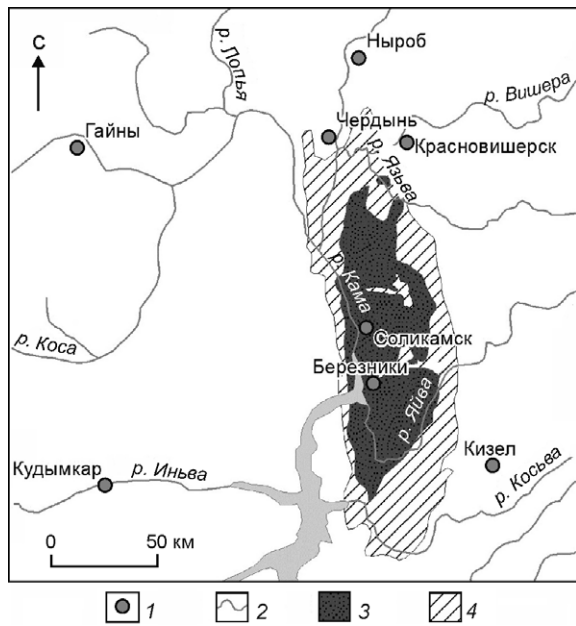 С
Ныроб
р. Лопья
р. Вишера
Чердынь
Гайны
Красновишерск
р. Язьва
р. Кама
Соликамск
р. Коса
Березники
р. Яйва
Кизел
Кудымкар
р. Иньва
р. Косьва
0 50 км
1 2 3 4